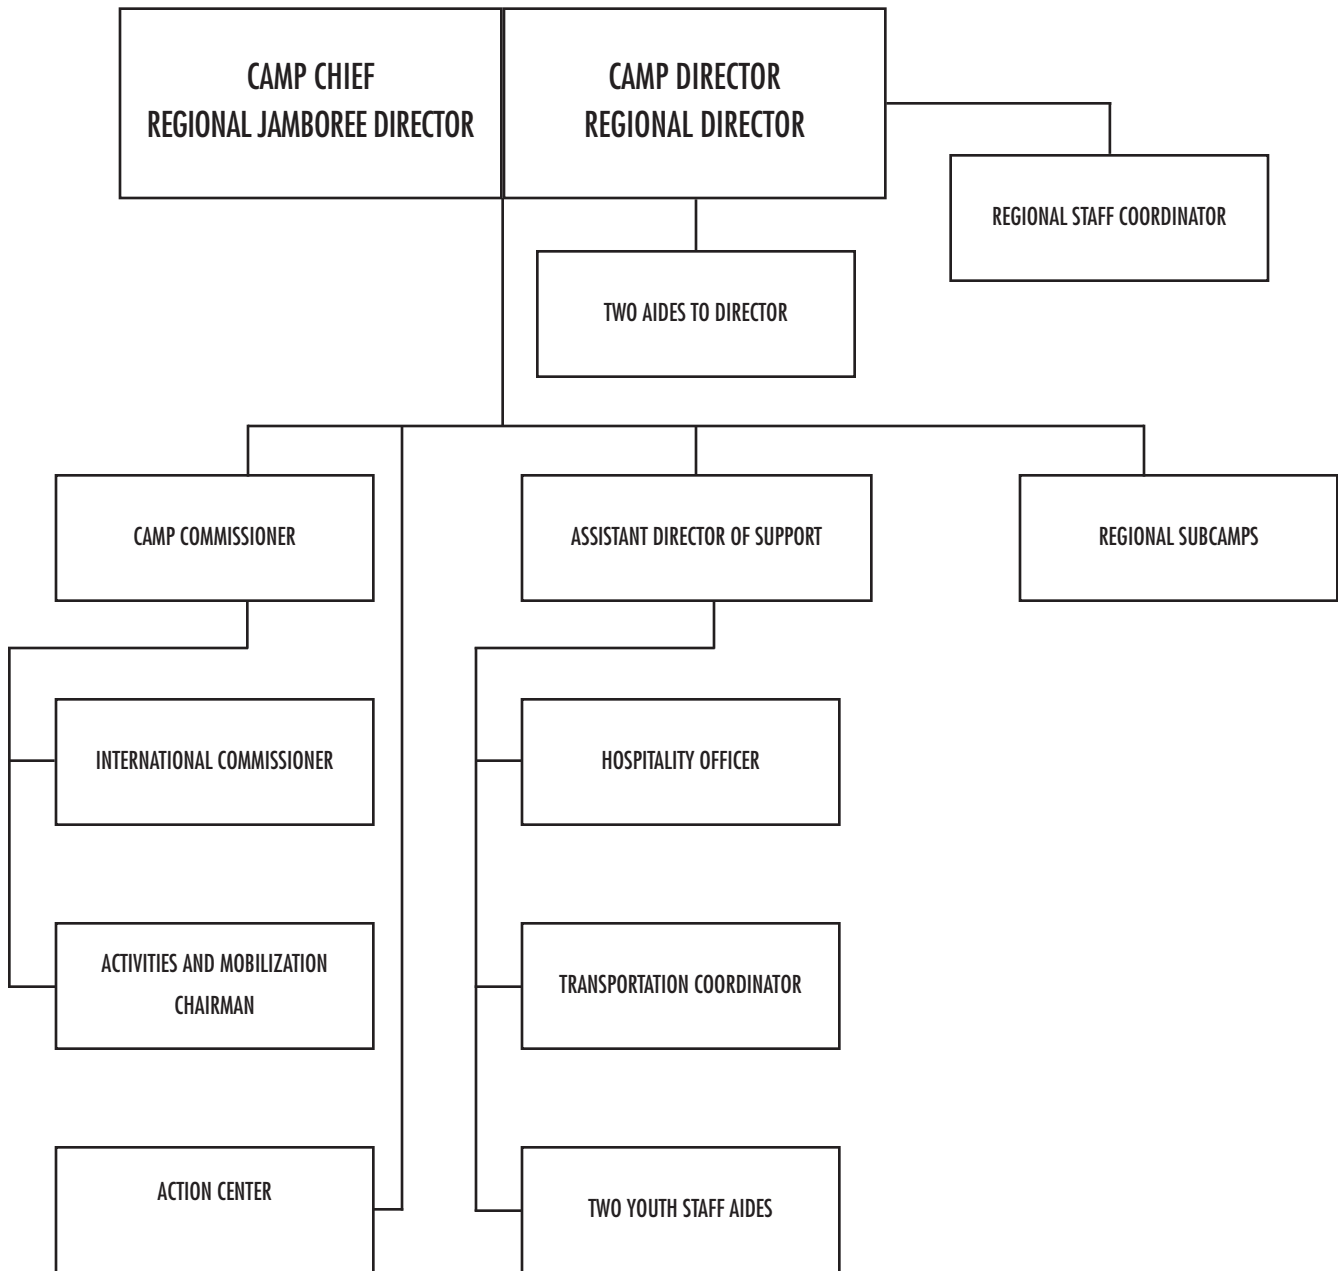 CAMP CHIEF
REGIONAL JAMBOREE DIRECTOR
CAMP DIRECTOR
REGIONAL DIRECTOR
REGIONAL STAFF COORDINATOR
TWO AIDES TO DIRECTOR
CAMP COMMISSIONER
ASSISTANT DIRECTOR OF SUPPORT
REGIONAL SUBCAMPS
INTERNATIONAL COMMISSIONER
HOSPITALITY OFFICER
ACTIVITIES AND MOBILIZATION
CHAIRMAN
TRANSPORTATION COORDINATOR
ACTION CENTER
TWO YOUTH STAFF AIDES